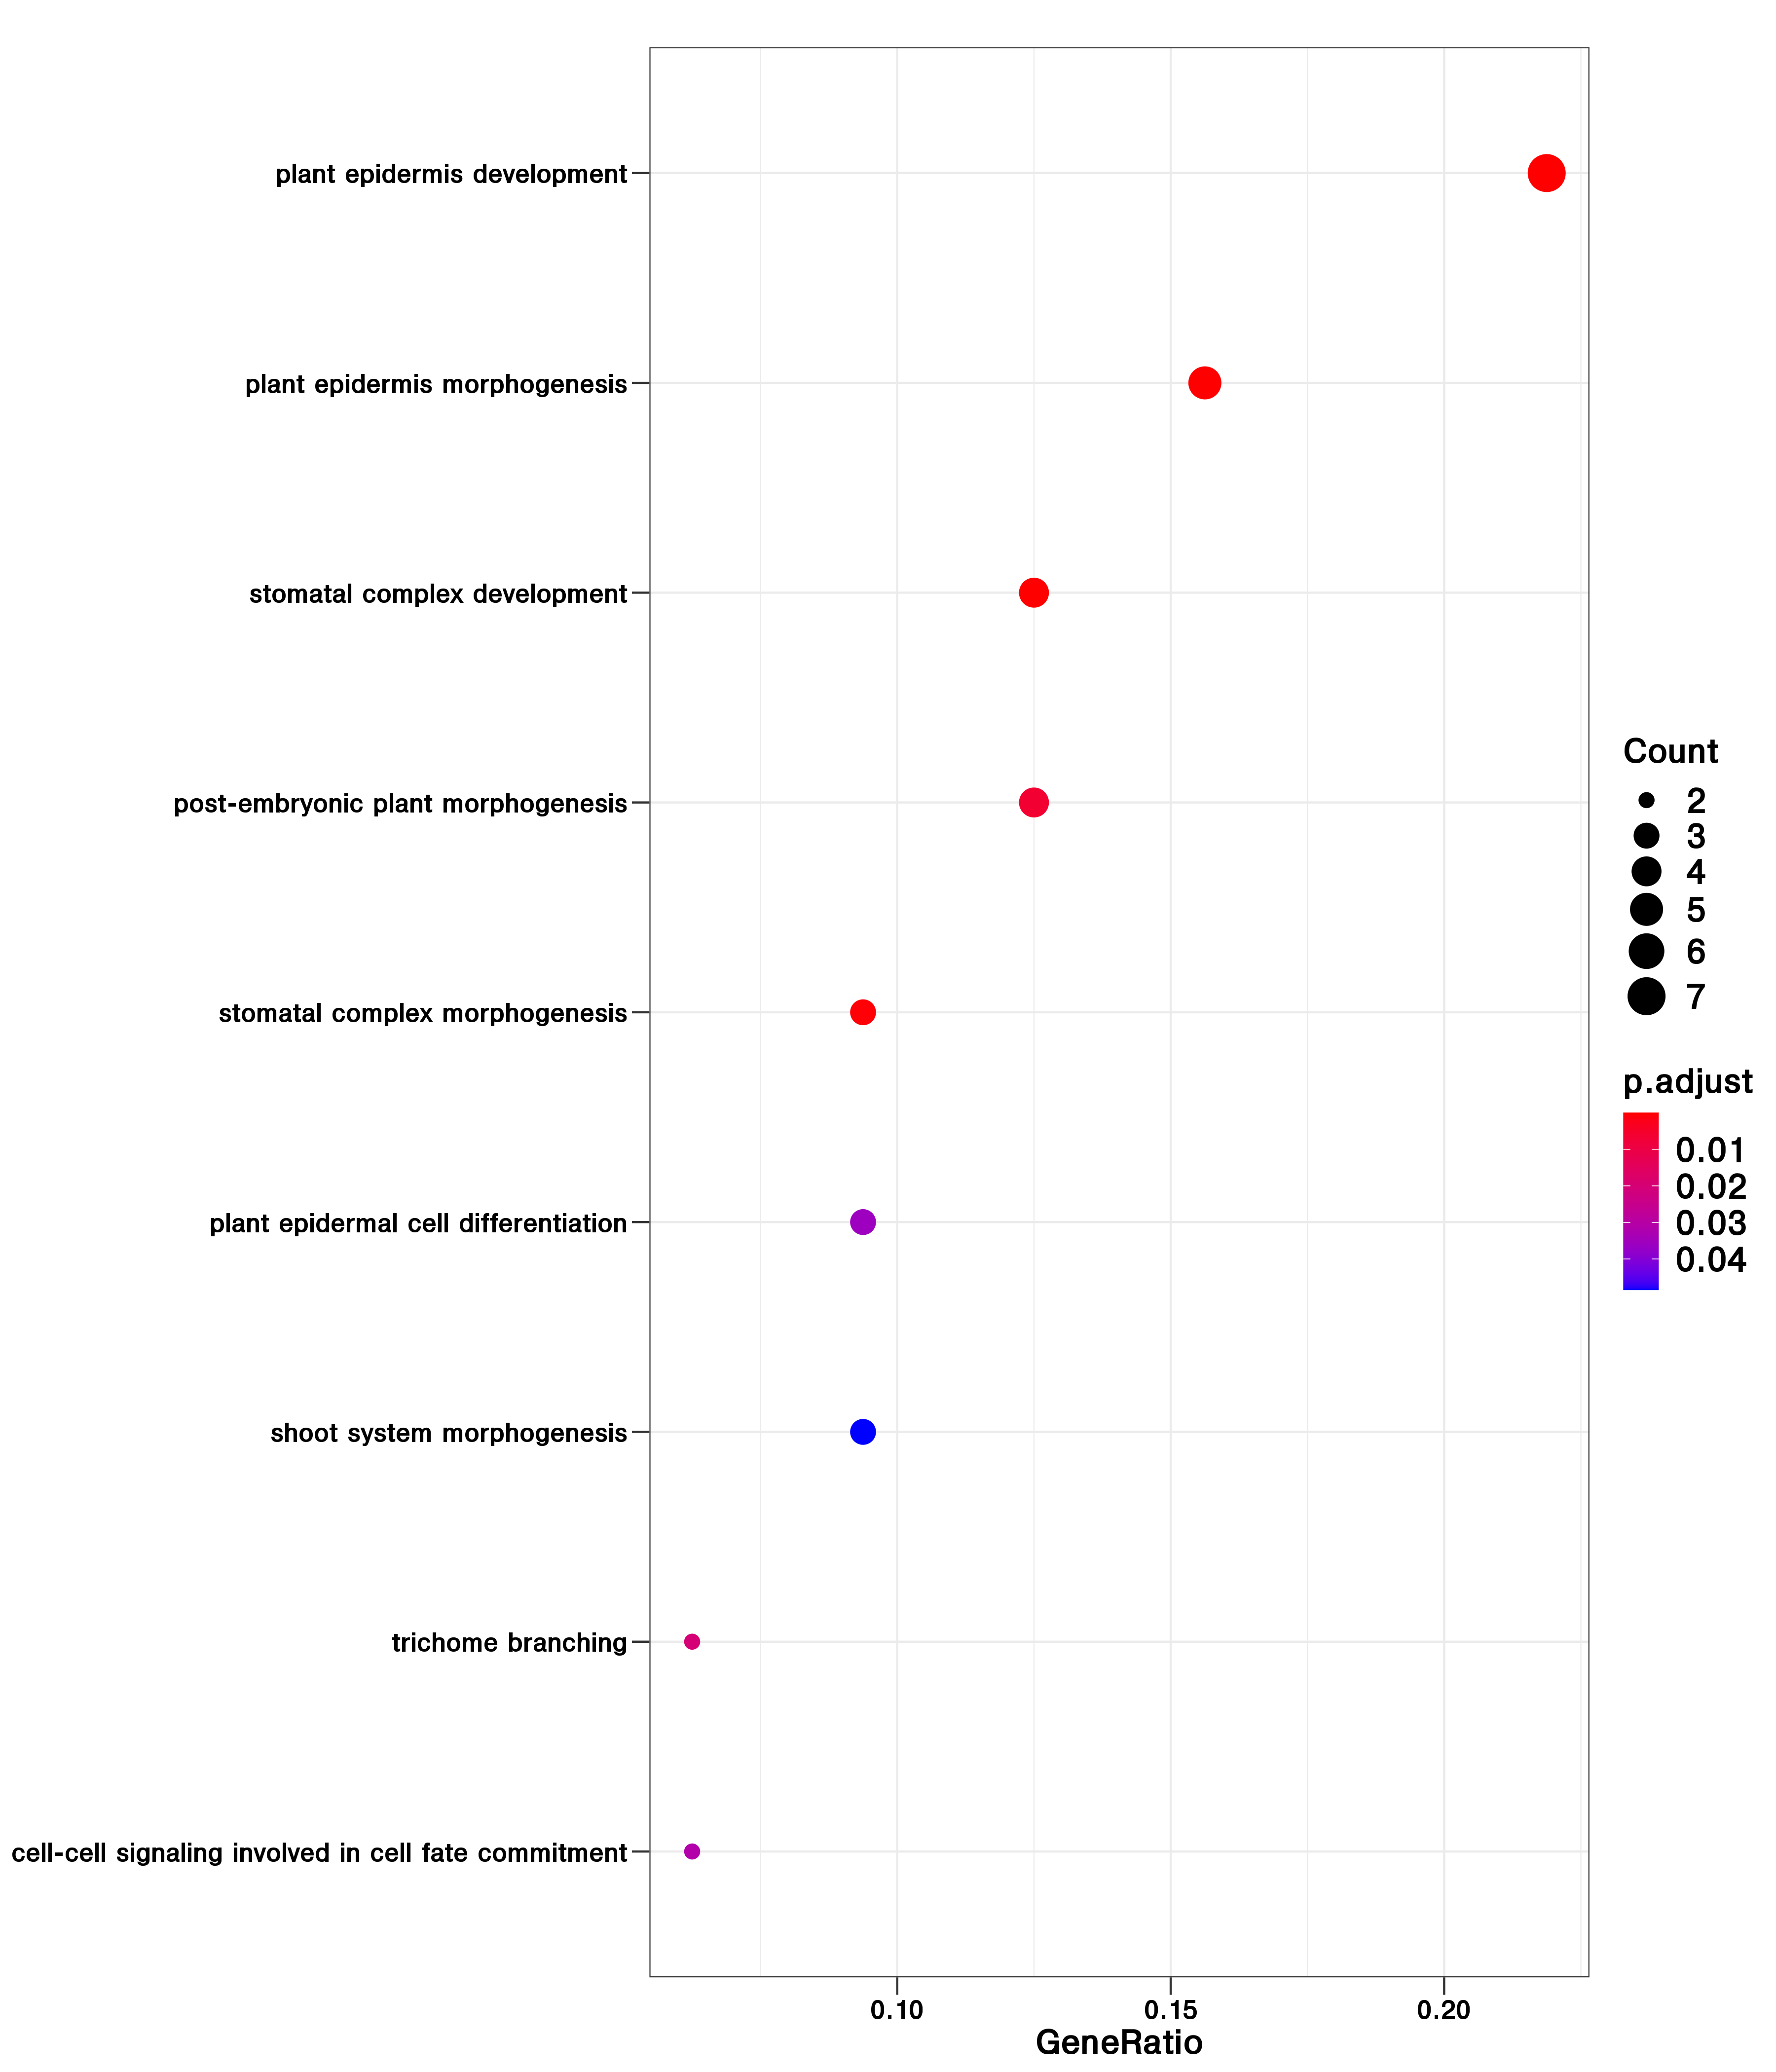 plant epidermis development
plant epidermis morphogenesis
stomatal complex development
post-embryonic plant morphogenesis
stomatal complex morphogenesis
plant epidermal cell differentiation
shoot system morphogenesis
trichome branching
cell-cell signaling involved in cell fate commitment
0.10 0.15 0.20
GeneRatio
Count
2
3
4
5
6
7
p.adjust
0.01
0.02
0.03
0.04